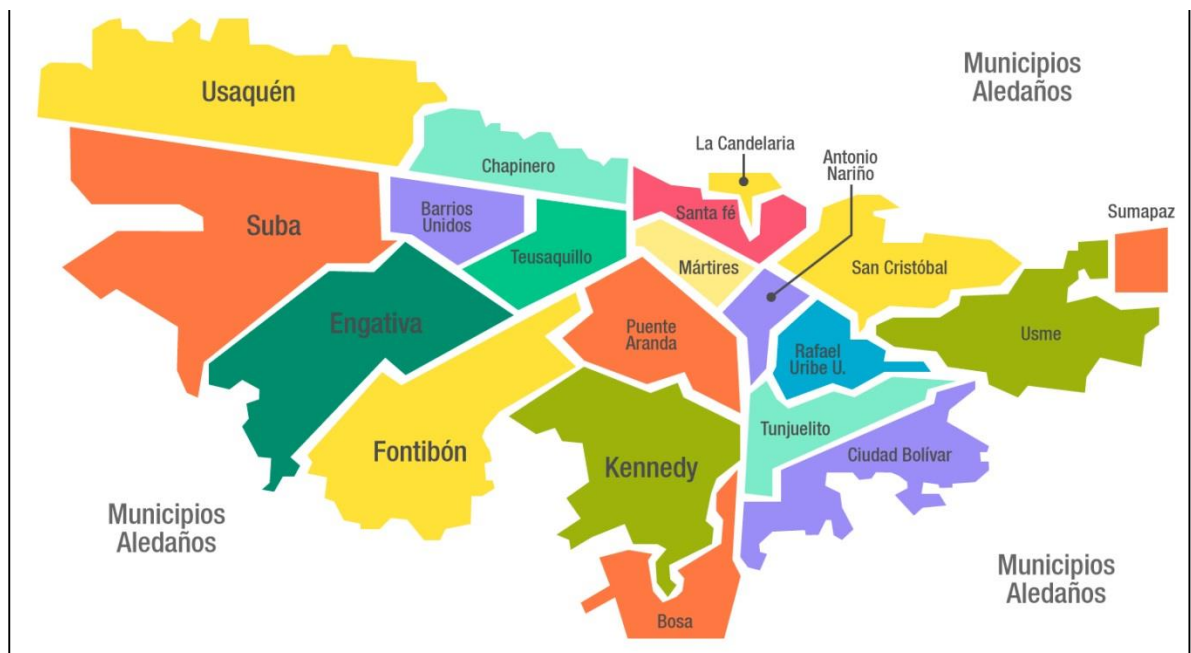 Municipios
Aledaños
Usaquén
La Candelaria
Antonio
Nariño
Chapinero
Barrios
Unidos
Santa fé
Sumapaz
Suba
Teusaquillo
Mártires
San Cristóbal
Engativa
Puente
Aranda
Usme
Rafael
Uríbe U.
Tunjuelito
Fontibón
Kennedy
Ciudad Bolívar
Municipios
Aledaños
Municipios
Aledaños
Bosa